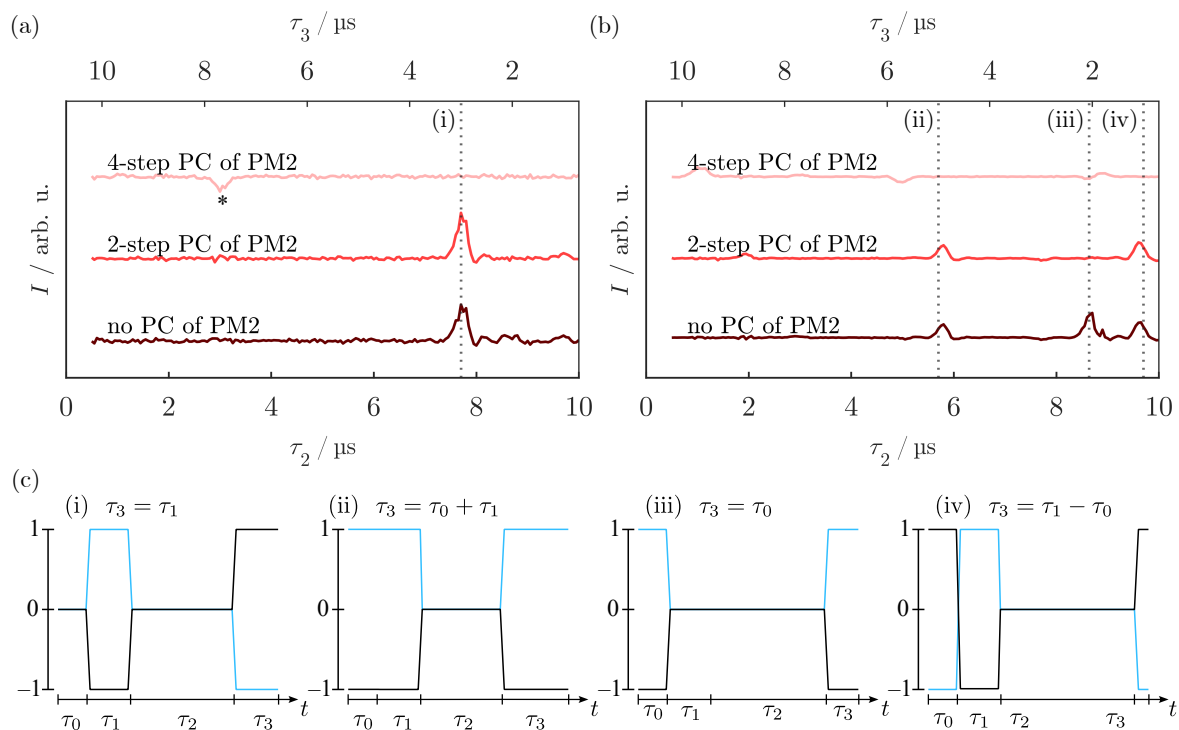 (a) τ3 / µs (b) τ3 / µs
10 8 6 4 2 10 8 6 4 2
(i) (ii) (iii) (iv)
4-step PC of PM2 4-step PC of PM2
*
2-step PC of PM2 2-step PC of PM2
no PC of PM2 no PC of PM2
I / arb. u. I / arb. u.
0 2 4 6 8 10 0 2 4 6 8 10
τ2 / µs τ2 / µs
(c)
(i) τ3 = τ1 (ii) τ3 = τ0 + τ1 (iii) τ3 = τ0 (iv) τ3 = τ1 − τ0
1 1 1 1
0 0 0 0
−1 −1 −1 −1
τ0 τ1 τ2 τ3 t τ0 τ1 τ2 τ3 t τ0 τ1 τ2 τ3 t τ0 τ1 τ2 τ3 t